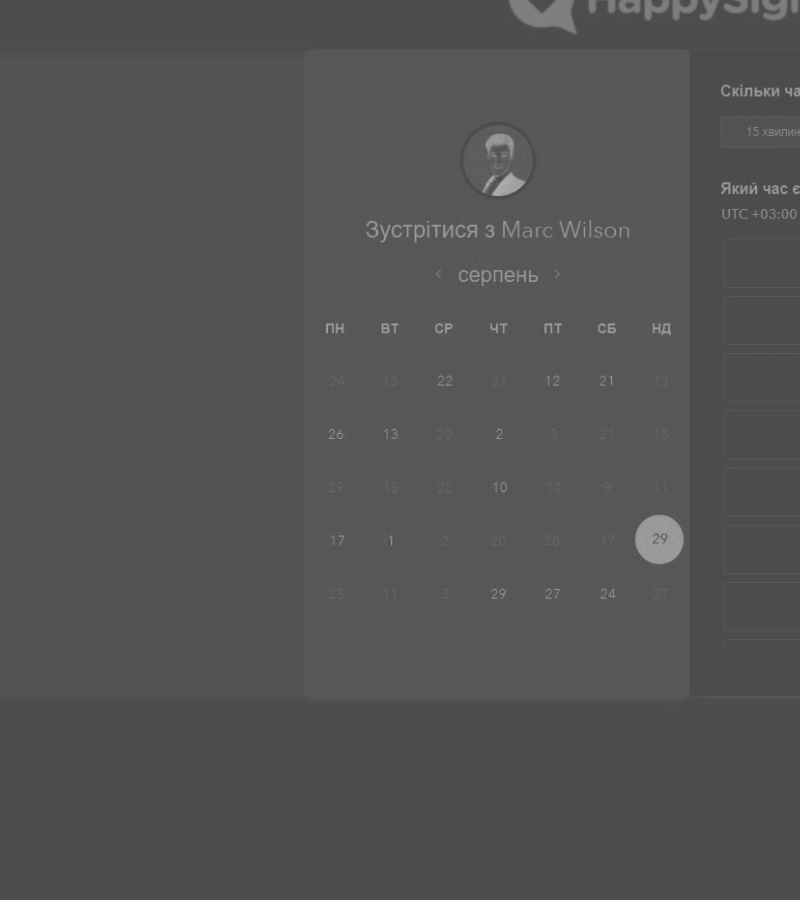 HappySig
Зустрітися з Marc Wilson
серпень
ПН ВТ СР ЧТ ПТ СБ НД
24 13 22 31 12 21 13
26 13 20 2 3 21 18
29 15 22 10 10 9 11
17 1 2 20 28 17 29
25 11 3 29 27 24 27
Скільки ча
15 хвилин
Який час є
UTC +03:00